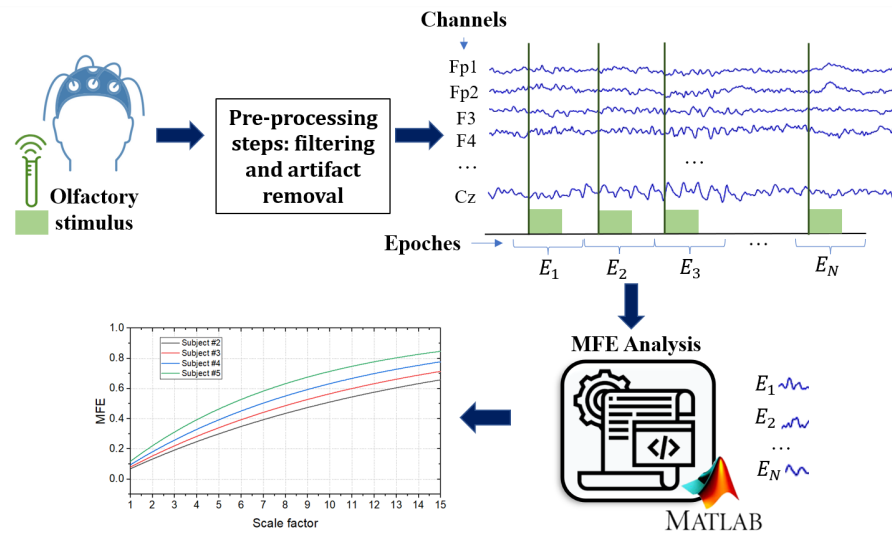 Channels
Fp1
Fp2
F3
F4
...
Cz
...
Olfactory
stimulus
Pre-processing
steps: filtering
and artifact
removal
Epoches
E1 E2 E3 ... EN
MFE Analysis
E1
E2
...
EN
</>
MATLAB
1.0
0.8
0.6
0.4
0.2
0.0
MFE
Subject #2
Subject #3
Subject #4
Subject #5
1 2 3 4 5 6 7 8 9 10 11 12 13 14 15
Scale factor